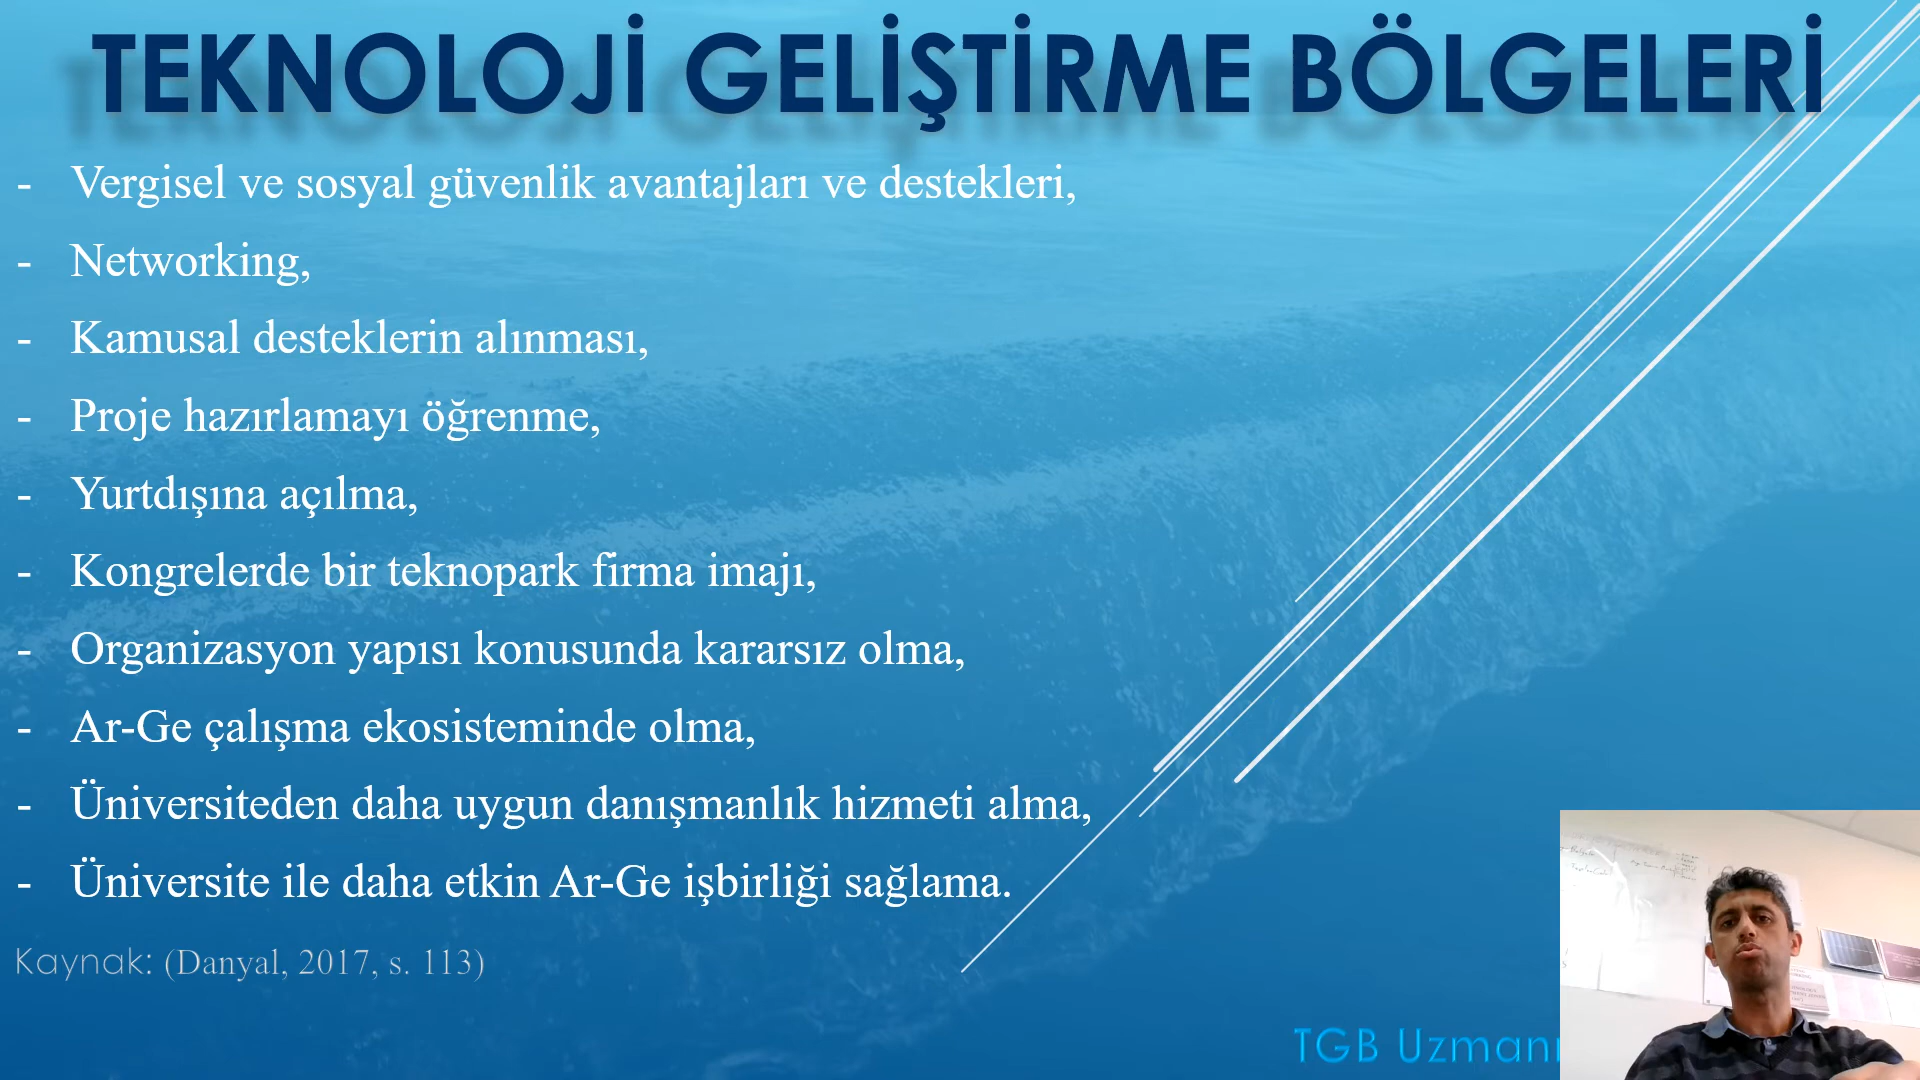 TEKNOLOJİ GELİŞTİRME BÖLGELERİ
- Vergisel ve sosyal güvenlik avantajları ve destekleri,
- Networking,
- Kamusal desteklerin alınması,
- Proje hazırlamayı öğrenme,
- Yurtdışına açılma,
- Kongrelerde bir teknopark firma imajı,
- Organizasyon yapısı konusunda kararsız olma,
- Ar-Ge çalışma ekosisteminde olma,
- Üniversiteden daha uygun danışmanlık hizmeti alma,
- Üniversite ile daha etkin Ar-Ge işbirliği sağlama.
Kaynak: (Danyal, 2017, s. 113)
TGB Uzmanı